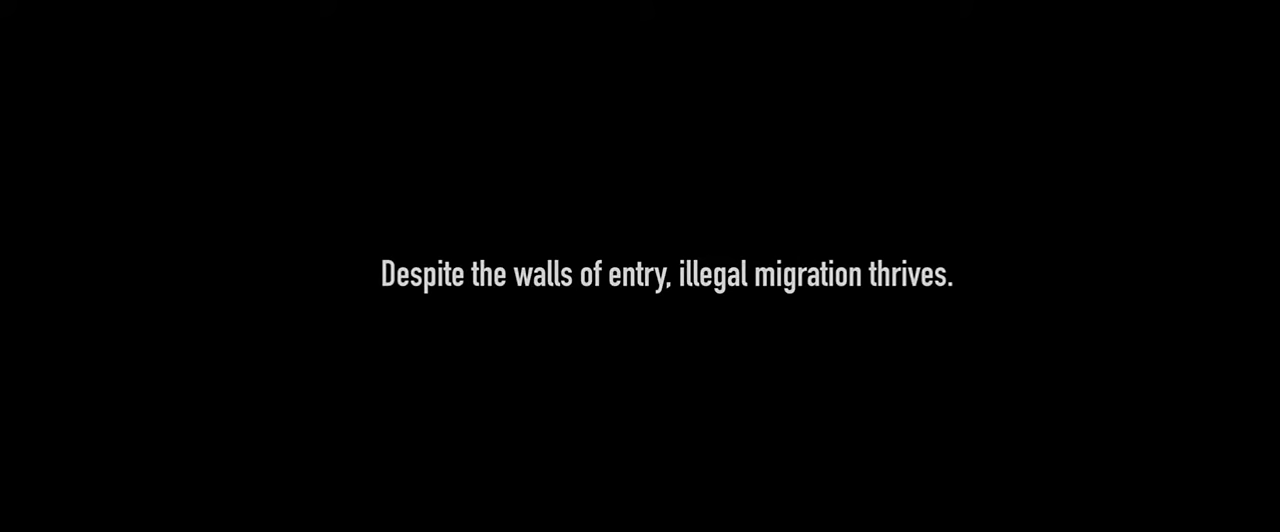 Despite the walls of entry, illegal migration thrives.